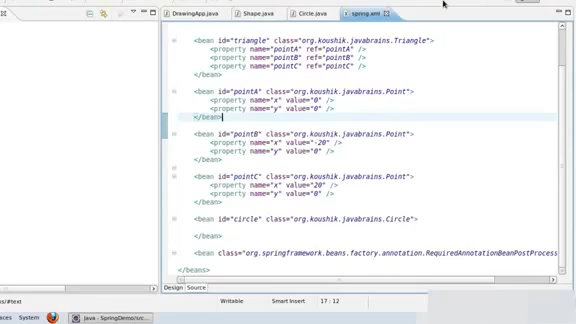 DrawingApp.java
Shape.java
Circle.java
spring.xml
<bean id="triangle" class="org.koushik.javabrains.Triangle">
<property name="pointA" ref="pointA" />
<property name="pointB" ref="pointB" />
<property name="pointC" ref="pointC" />
</bean>
<bean id="pointA" class="org.koushik.javabrains.Point">
<property name="x" value="0" />
<property name="y" value="0" />
</bean>
<bean id="pointB" class="org.koushik.javabrains.Point">
<property name="x" value="-20" />
<property name="y" value="0" />
</bean>
<bean id="pointC" class="org.koushik.javabrains.Point">
<property name="x" value="20" />
<property name="y" value="0" />
</bean>
<bean id="circle" class="org.koushik.javabrains.Circle">
</bean>
<bean class="org.springframework.beans.factory.annotation.RequiredAnnotationBeanPostProcess
</beans>
Design Source
ns/#text
Writable
Smart Insert
17 : 12
aces System
java - SpringDemo/src...